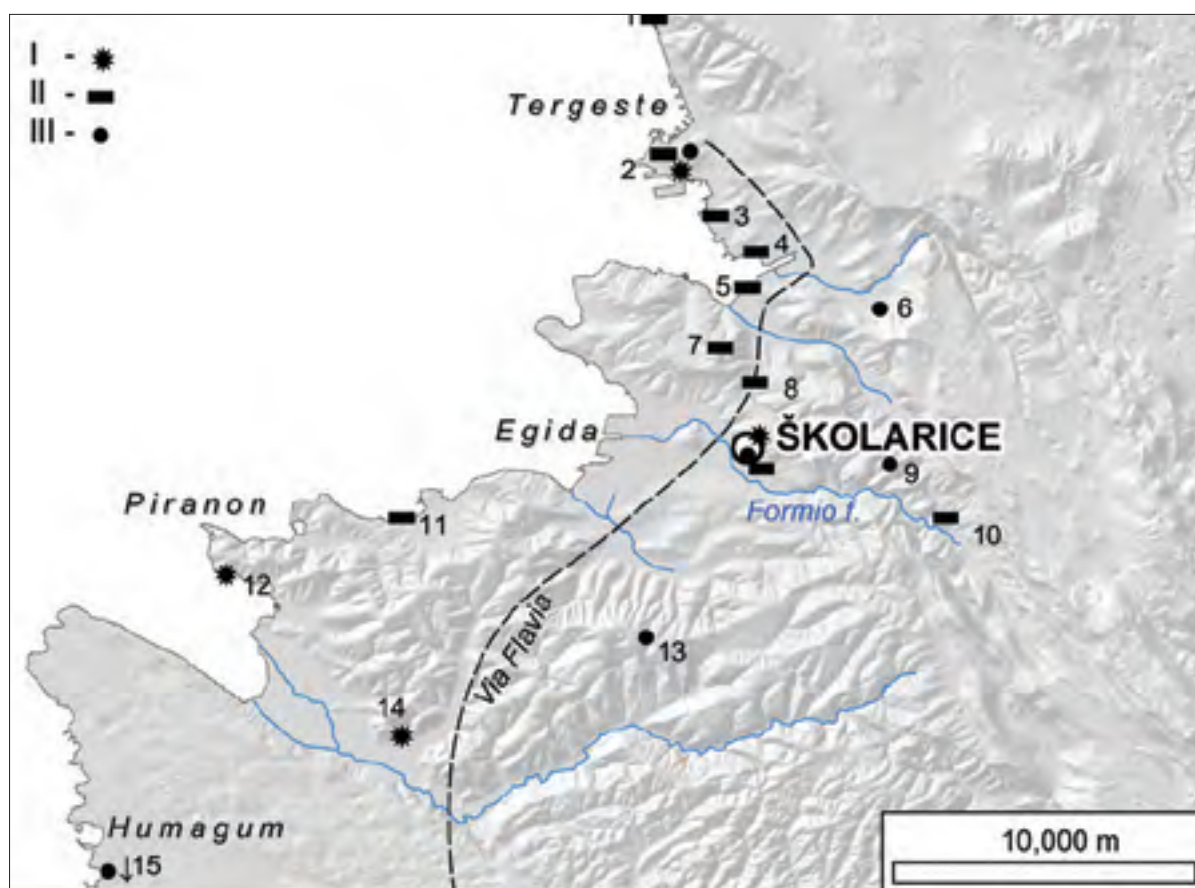 I -
II -
III -
1
Tergeste
2
3
4
5
6
7
8
Egida
ŠKOLARICE
9
Piranon
Formio f.
10
11
12
Via Flavia
13
14
Humagum
↓15
10,000 m